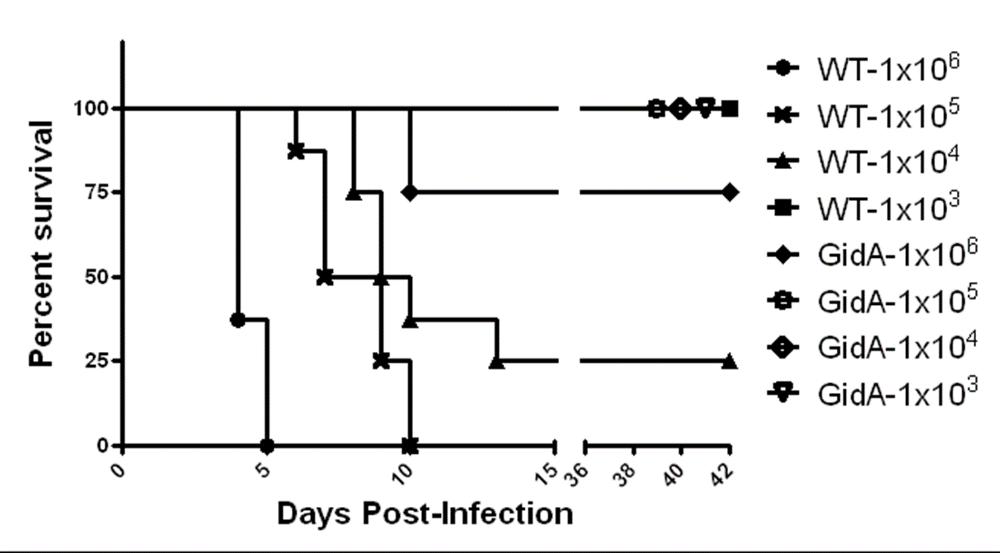 Percent survival
100
75
50
25
0
0 5 10 15 36 38 40 42
Days Post-Infection
WT-1x10⁶
WT-1x10⁵
WT-1x10⁴
WT-1x10³
GidA-1x10⁶
GidA-1x10⁵
GidA-1x10⁴
GidA-1x10³